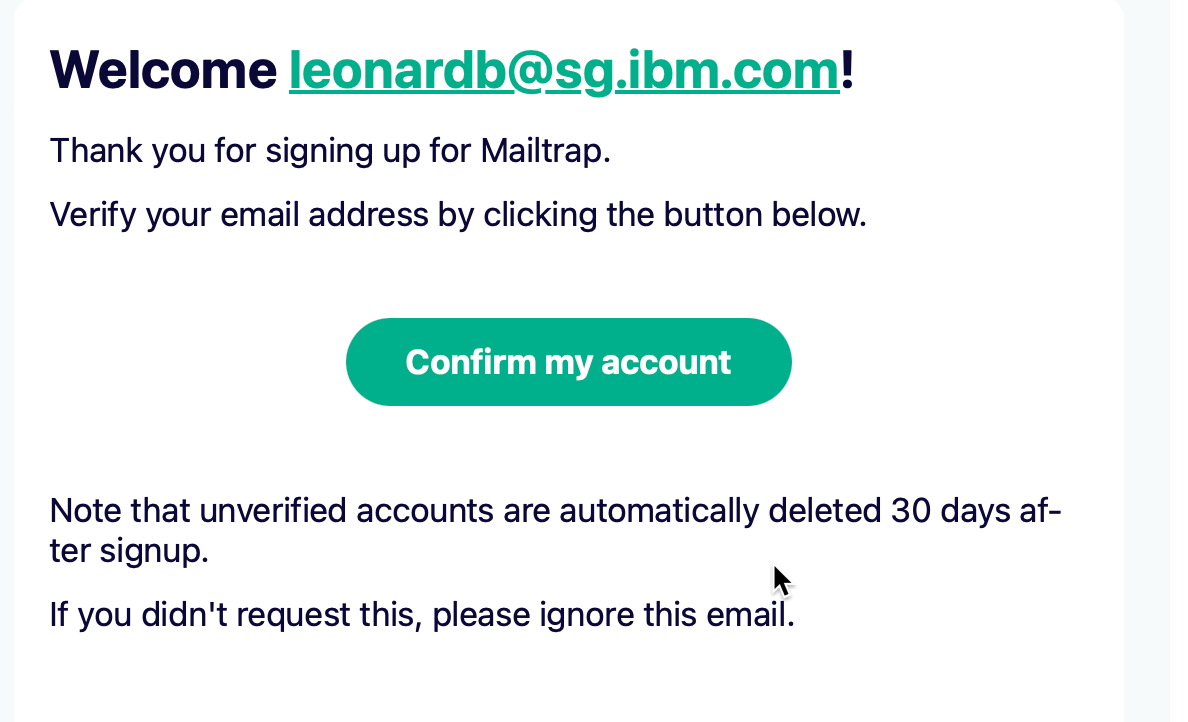 Welcome leonardb@sg.ibm.com!
Thank you for signing up for Mailtrap.
Verify your email address by clicking the button below.
Confirm my account
Note that unverified accounts are automatically deleted 30 days af-
ter signup.
If you didn't request this, please ignore this email.